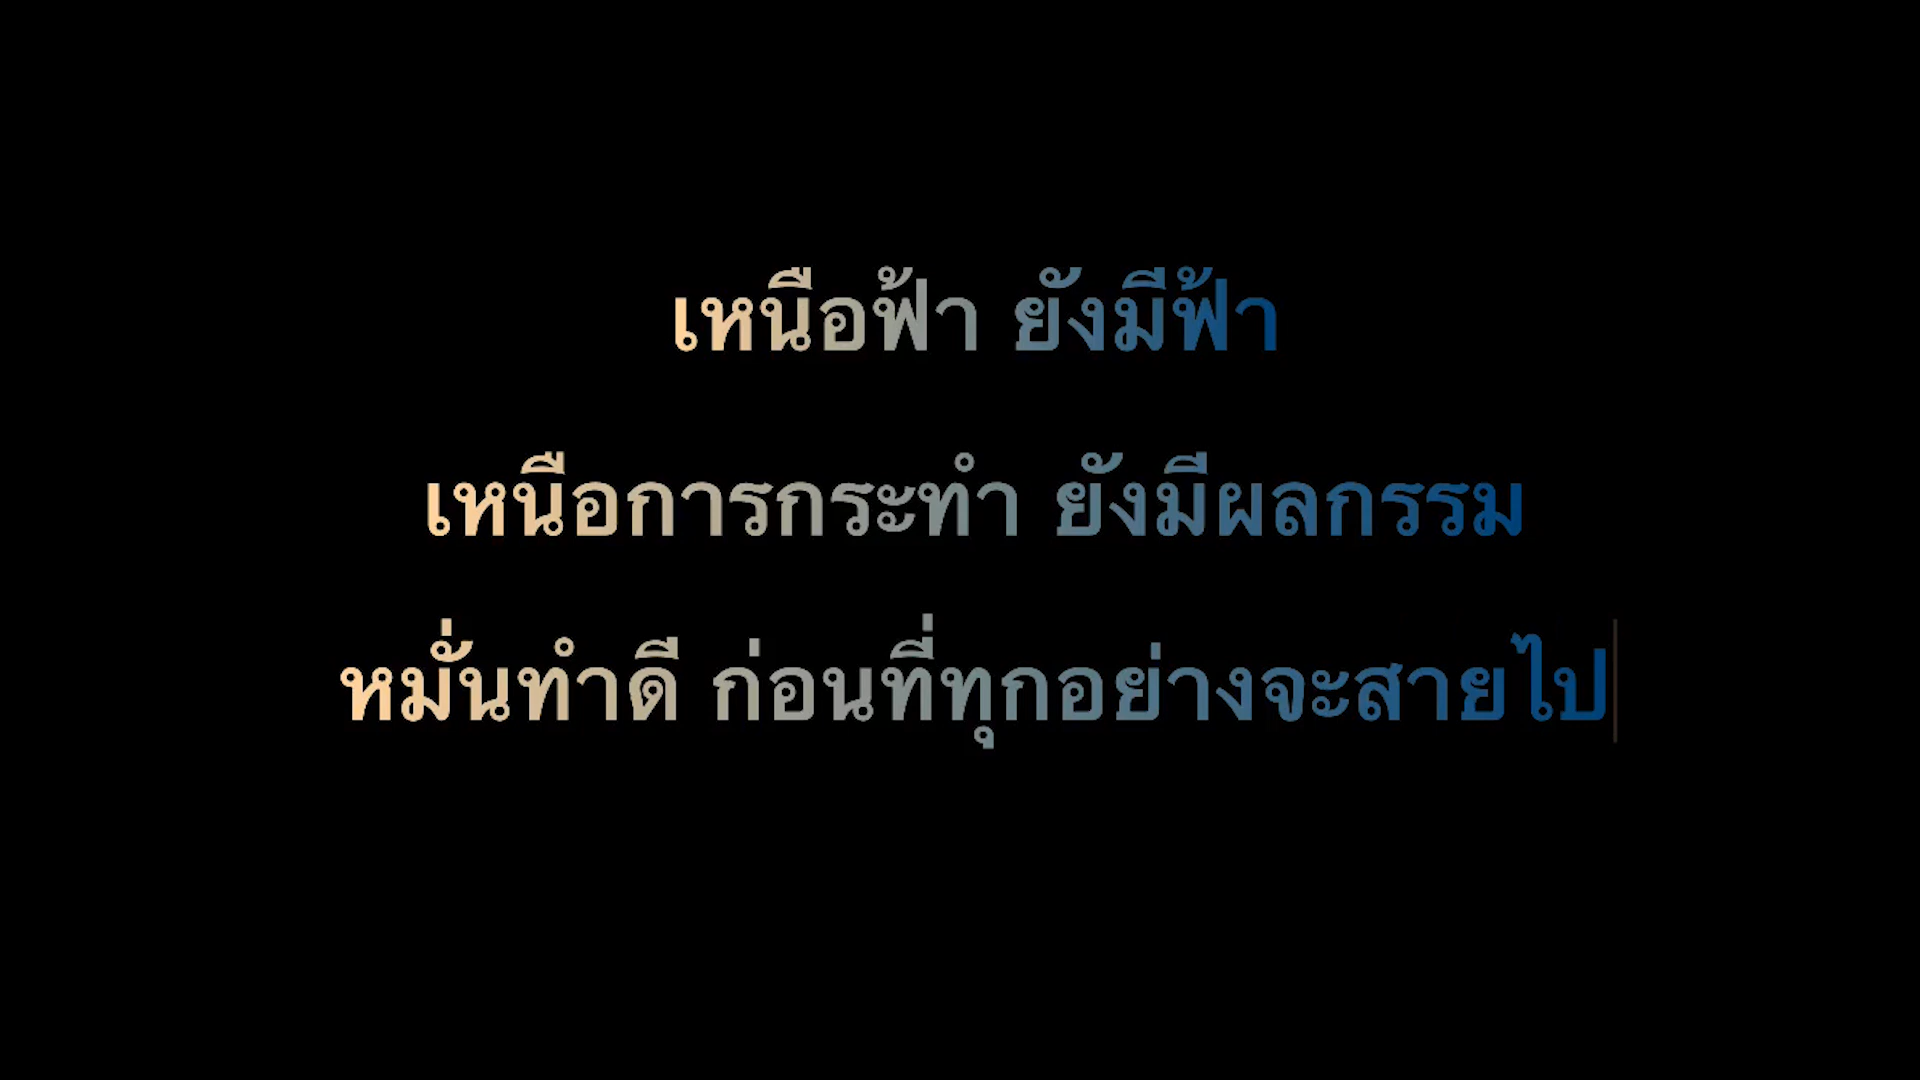 เหนือฟ้า ยังมีฟ้า
เหนือการกระทำ ยังมีผลกรรม
หมั่นทำดี ก่อนที่ทุกอย่างจะสายไป